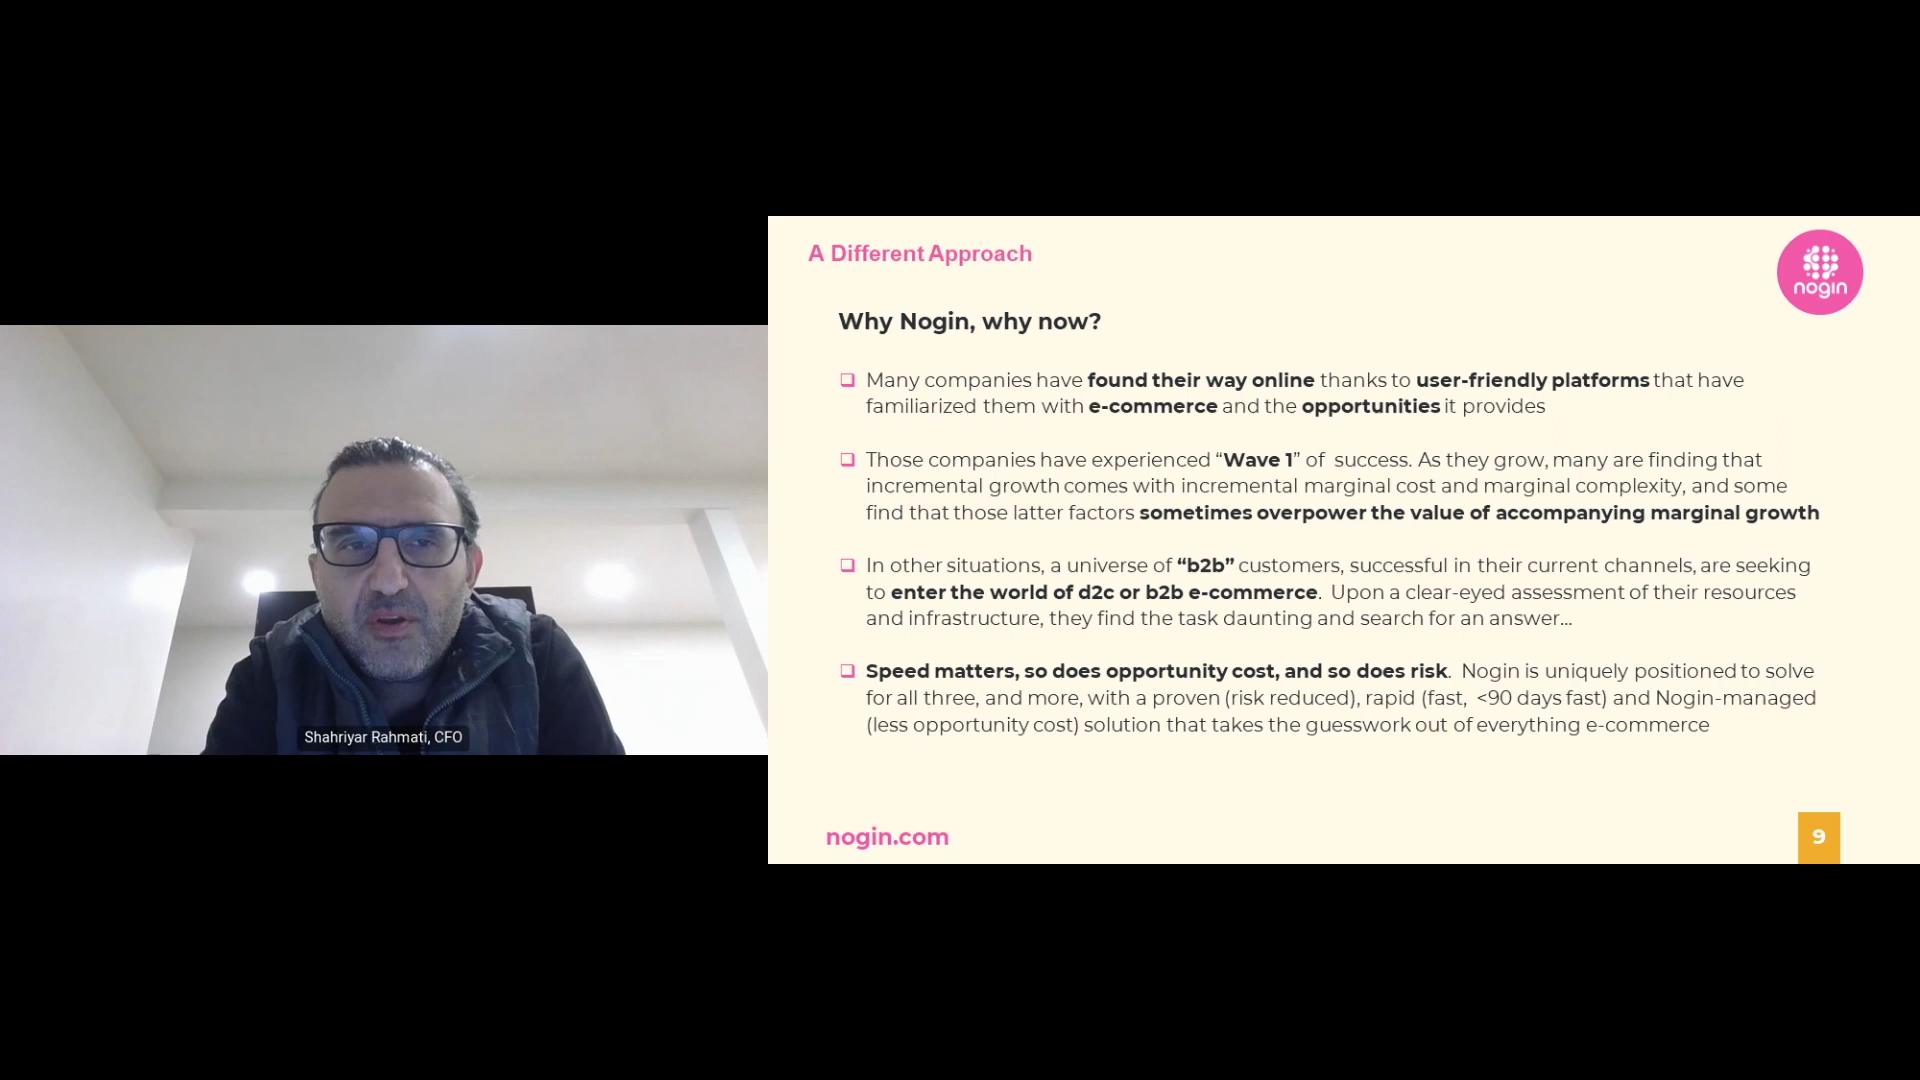 A Different Approach
nogin
Why Nogin, why now?
❑ Many companies have found their way online thanks to user-friendly platforms that have
familiarized them with e-commerce and the opportunities it provides
❑ Those companies have experienced “Wave 1” of success. As they grow, many are finding that
incremental growth comes with incremental marginal cost and marginal complexity, and some
find that those latter factors sometimes overpower the value of accompanying marginal growth
❑ In other situations, a universe of “b2b” customers, successful in their current channels, are seeking
to enter the world of d2c or b2b e-commerce. Upon a clear-eyed assessment of their resources
and infrastructure, they find the task daunting and search for an answer...
❑ Speed matters, so does opportunity cost, and so does risk. Nogin is uniquely positioned to solve
for all three, and more, with a proven (risk reduced), rapid (fast, <90 days fast) and Nogin-managed
(less opportunity cost) solution that takes the guesswork out of everything e-commerce
Shahriyar Rahmati, CFO
nogin.com
9